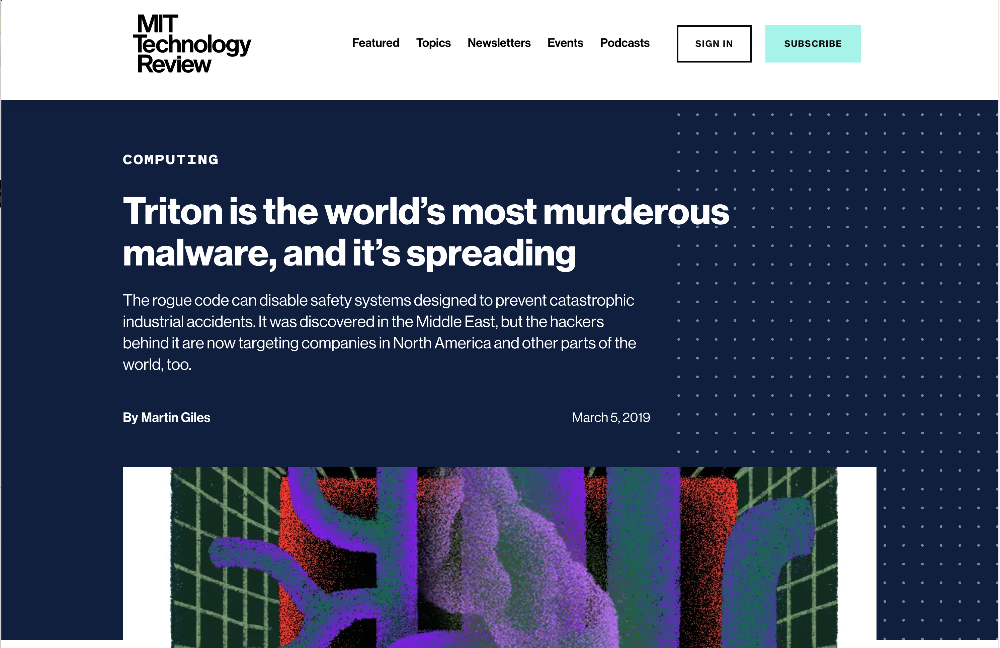 MIT
Technology
Review
Featured Topics Newsletters Events Podcasts SIGN IN SUBSCRIBE
COMPUTING
Triton is the world’s most murderous
malware, and it’s spreading
The rogue code can disable safety systems designed to prevent catastrophic
industrial accidents. It was discovered in the Middle East, but the hackers
behind it are now targeting companies in North America and other parts of the
world, too.
By Martin Giles March 5, 2019